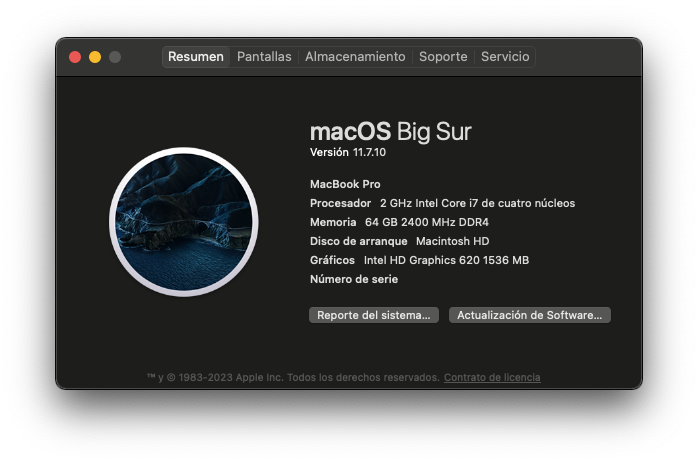 Resumen Pantallas Almacenamiento Soporte Servicio
macOS Big Sur
Versión 11.7.10
MacBook Pro
Procesador 2 GHz Intel Core i7 de cuatro núcleos
Memoria 64 GB 2400 MHz DDR4
Disco de arranque Macintosh HD
Gráficos Intel HD Graphics 620 1536 MB
Número de serie
Reporte del sistema... Actualización de Software...
™ y © 1983-2023 Apple Inc. Todos los derechos reservados. Contrato de licencia